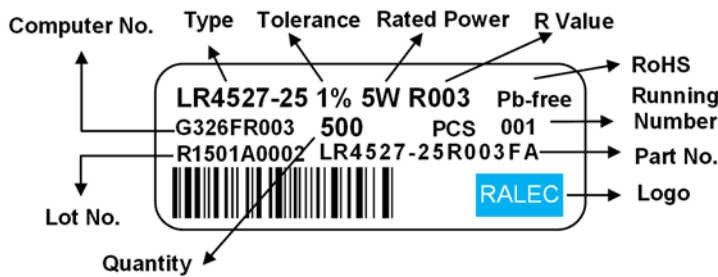 Computer No. Type Tolerance Rated Power R Value
RoHS
LR4527-25 1% 5W R003 Pb-free Running
G326FR003 500 PCS 001 Number
R1501A0002 LR4527-25R003FA Part No.
RALEC Logo
Lot No.
Quantity